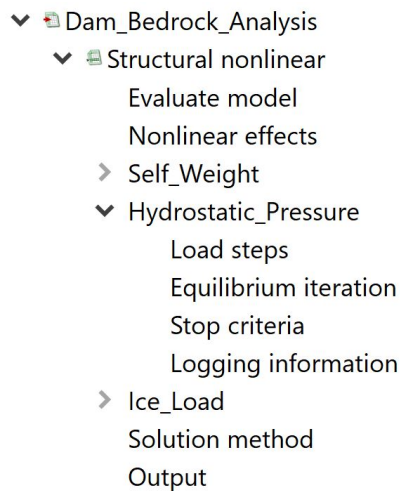 Dam_Bedrock_Analysis
Structural nonlinear
Evaluate model
Nonlinear effects
Self_Weight
Hydrostatic_Pressure
Load steps
Equilibrium iteration
Stop criteria
Logging information
Ice_Load
Solution method
Output